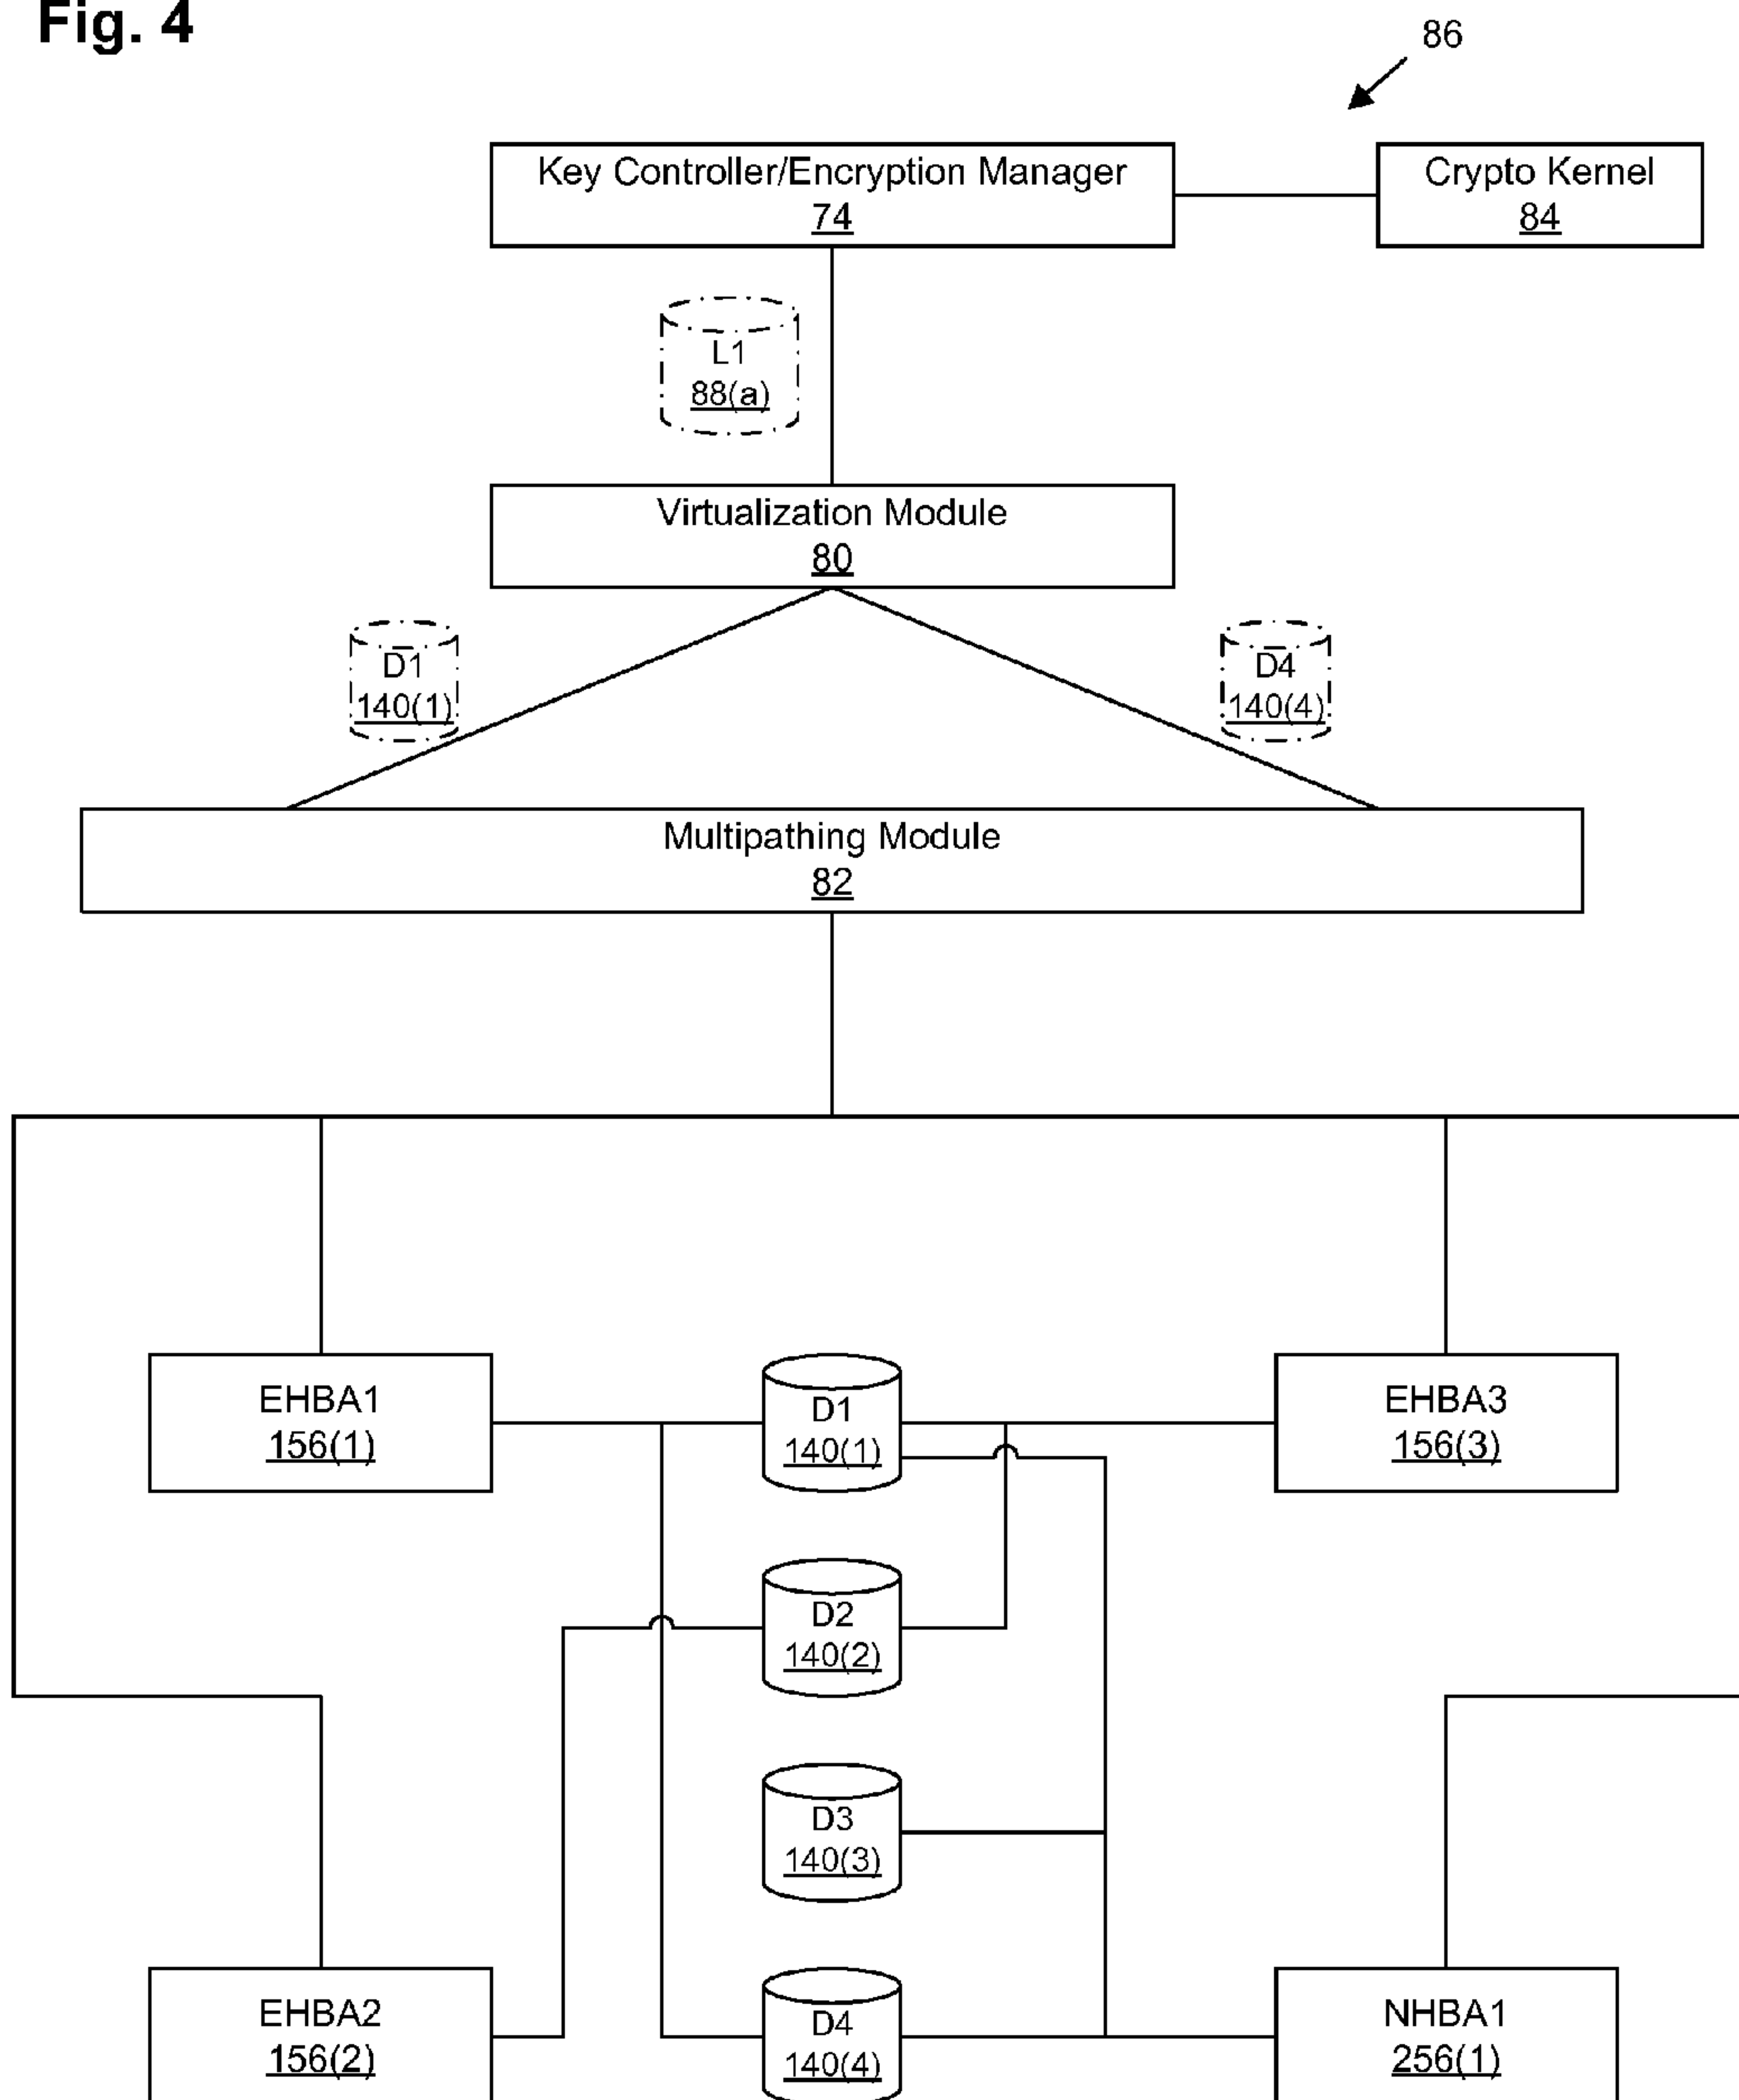 Fig. 4
86
Key Controller/Encryption Manager
74
Crypto Kernel
84
L1
88(a)
Virtualization Module
80
D1
140(1)
D4
140(4)
Multipathing Module
82
EHBA1
156(1)
D1
140(1)
EHBA3
156(3)
D2
140(2)
D3
140(3)
EHBA2
156(2)
D4
140(4)
NHBA1
256(1)